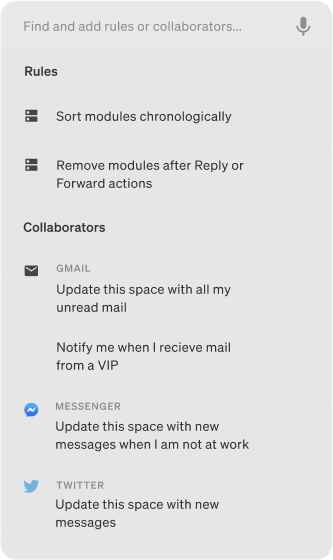 Find and add rules or collaborators...
Rules
Sort modules chronologically
Remove modules after Reply or
Forward actions
Collaborators
GMAIL
Update this space with all my
unread mail
Notify me when I recieve mail
from a VIP
MESSENGER
Update this space with new
messages when I am not at work
TWITTER
Update this space with new
messages